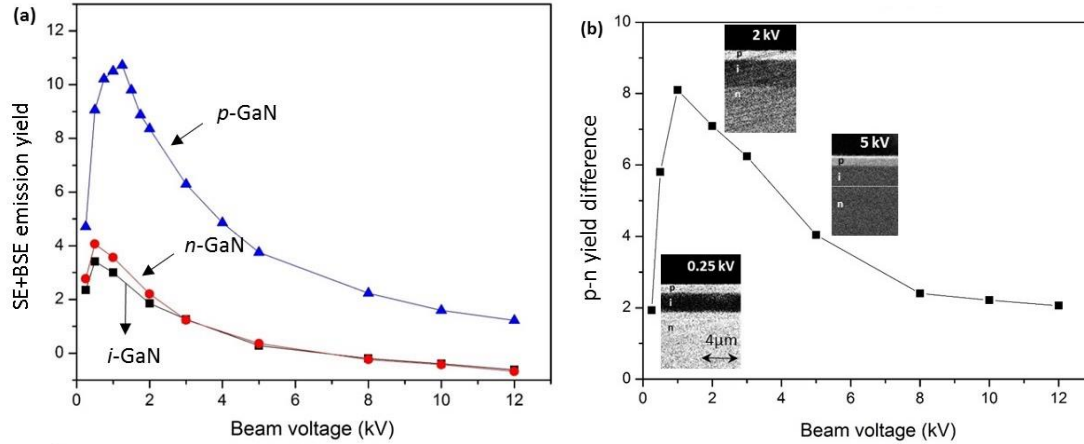 (a)
SE+BSE emission yield
12
10
8
6
4
2
0
p-GaN
n-GaN
i-GaN
0 2 4 6 8 10 12
Beam voltage (kV)
(b)
p-n yield difference
10
8
6
4
2
0
2 kV
p
i
n
5 kV
p
i
n
0.25 kV
p
i
n
4μm
0 2 4 6 8 10 12
Beam voltage (kV)